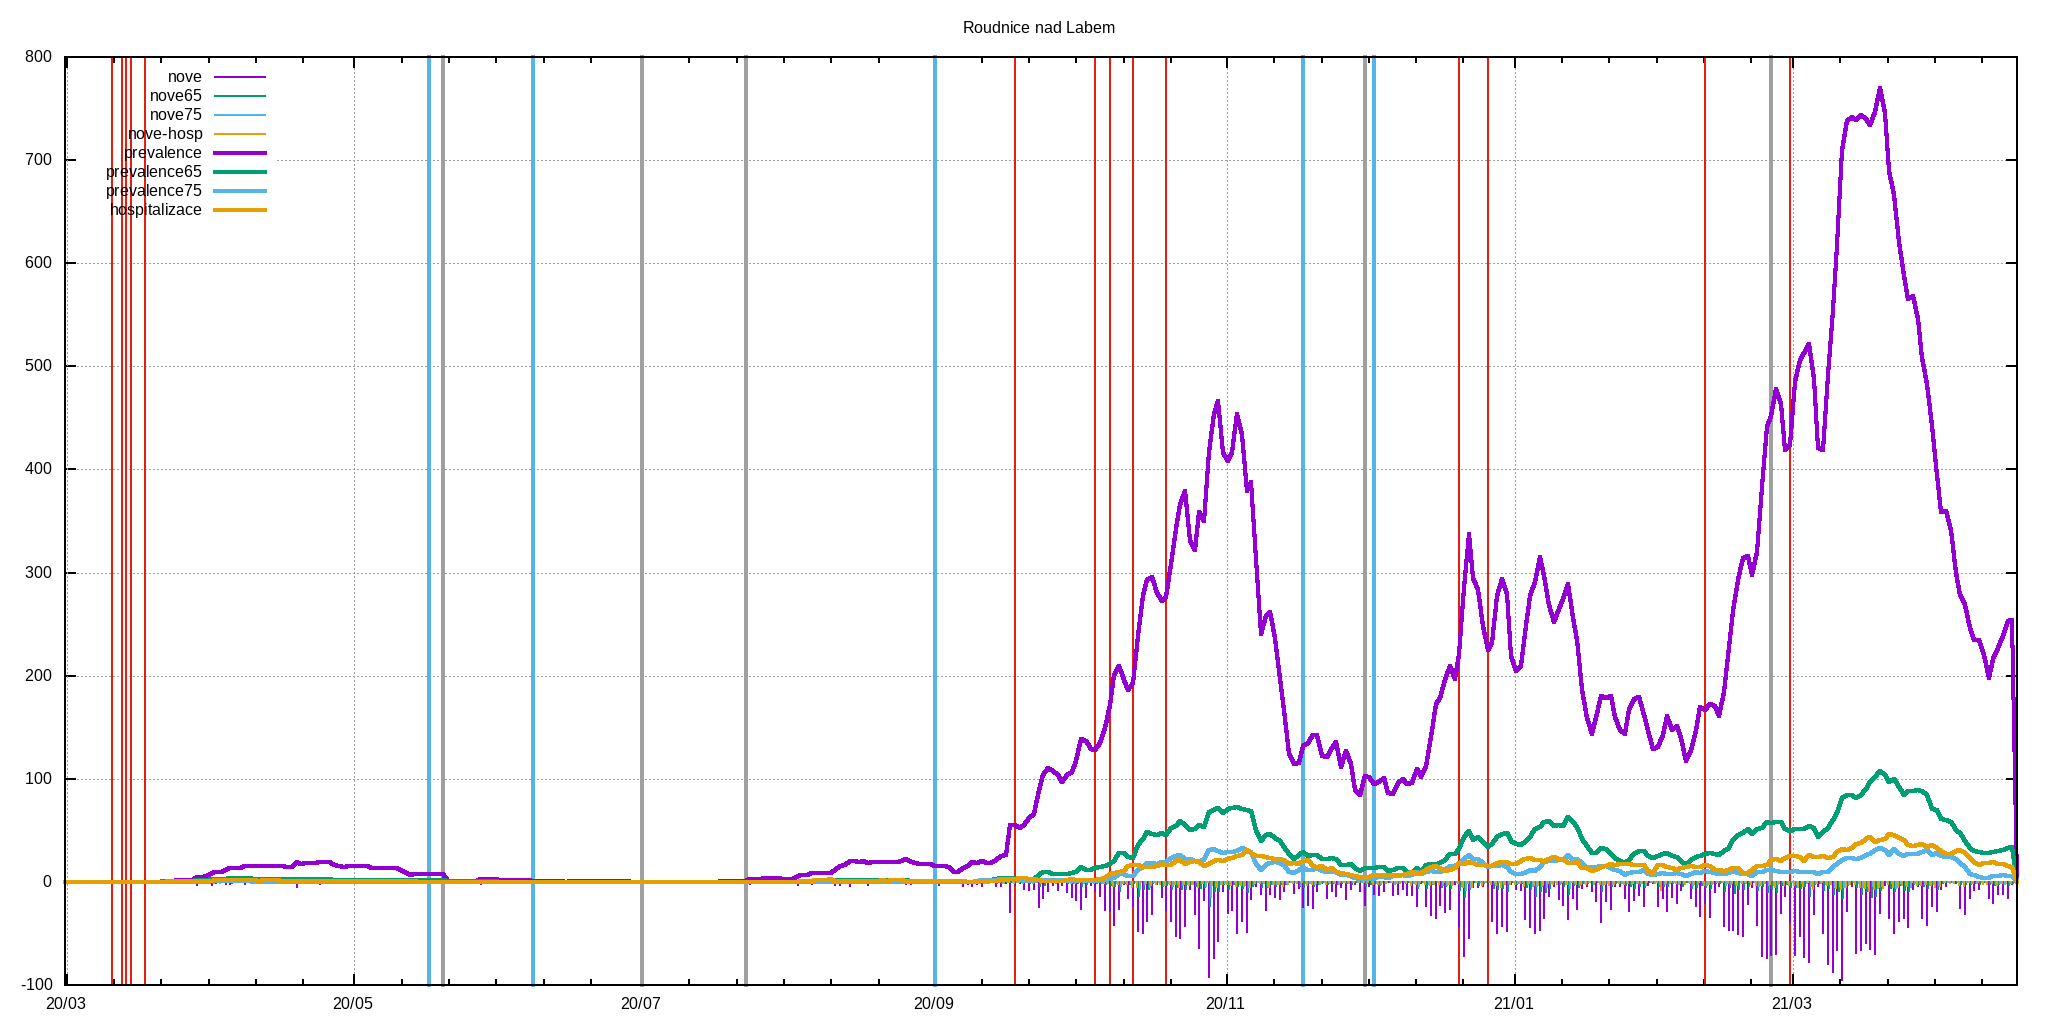 Roudnice nad Labem
800
700
600
500
400
300
200
100
0
-100
nove
nove65
nove75
nove-hosp
prevalence
prevalence65
prevalence75
hospitalizace
20/03 20/05 20/07 20/09 20/11 21/01 21/03